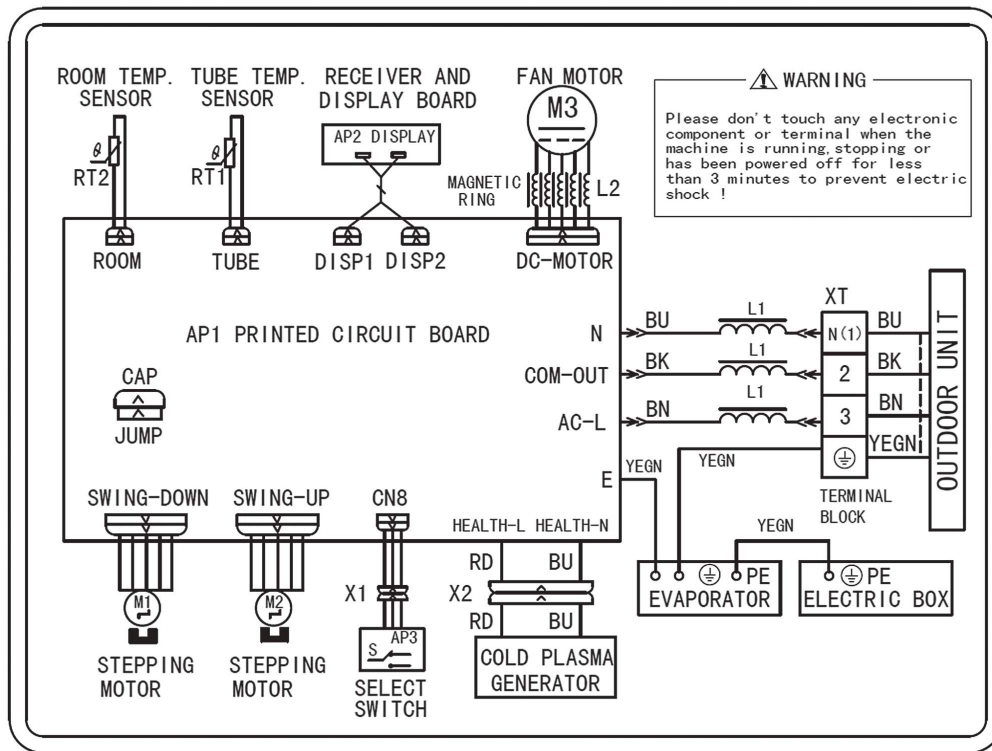 ROOM TEMP. SENSOR
RT2
TUBE TEMP. SENSOR
RT1
RECEIVER AND
DISPLAY BOARD
AP2 DISPLAY
FAN MOTOR
M3
MAGNETIC
RING
L2
WARNING
Please don't touch any electronic
component or terminal when the
machine is running, stopping or
has been powered off for less
than 3 minutes to prevent electric
shock !
ROOM
TUBE
DISP1
DISP2
DC-MOTOR
AP1 PRINTED CIRCUIT BOARD
CAP
JUMP
N
BU
L1
XT
N(1)
BU
COM-OUT
BK
L1
2
BK
AC-L
BN
L1
3
BN
YEGN
OUTDOOR UNIT
E
YEGN
YEGN
TERMINAL
BLOCK
YEGN
SWING-DOWN
SWING-UP
CN8
HEALTH-L
HEALTH-N
RD
BU
X1
X2
RD
BU
M1
STEPPING
MOTOR
M2
STEPPING
MOTOR
AP3
S
SELECT
SWITCH
COLD PLASMA
GENERATOR
PE
EVAPORATOR
PE
ELECTRIC BOX